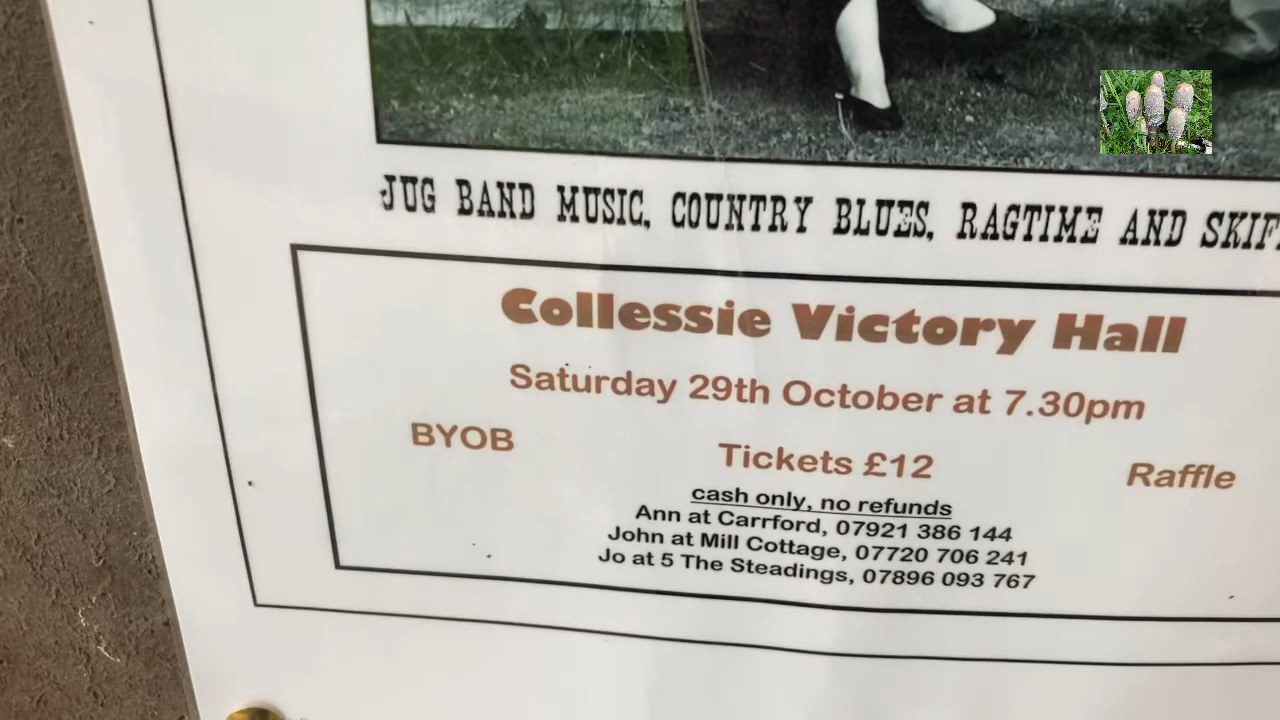 JUG BAND MUSIC, COUNTRY BLUES, RAGTIME AND
Collessie Victory Hall
Saturday 29th October at 7.30pm
BYOB
Tickets £12
Raffle
cash only, no refunds
Ann at Carrford, 07921 386 144
John at Mill Cottage, 07720 706 241
Jo at 5 The Steadings, 07896 093 767